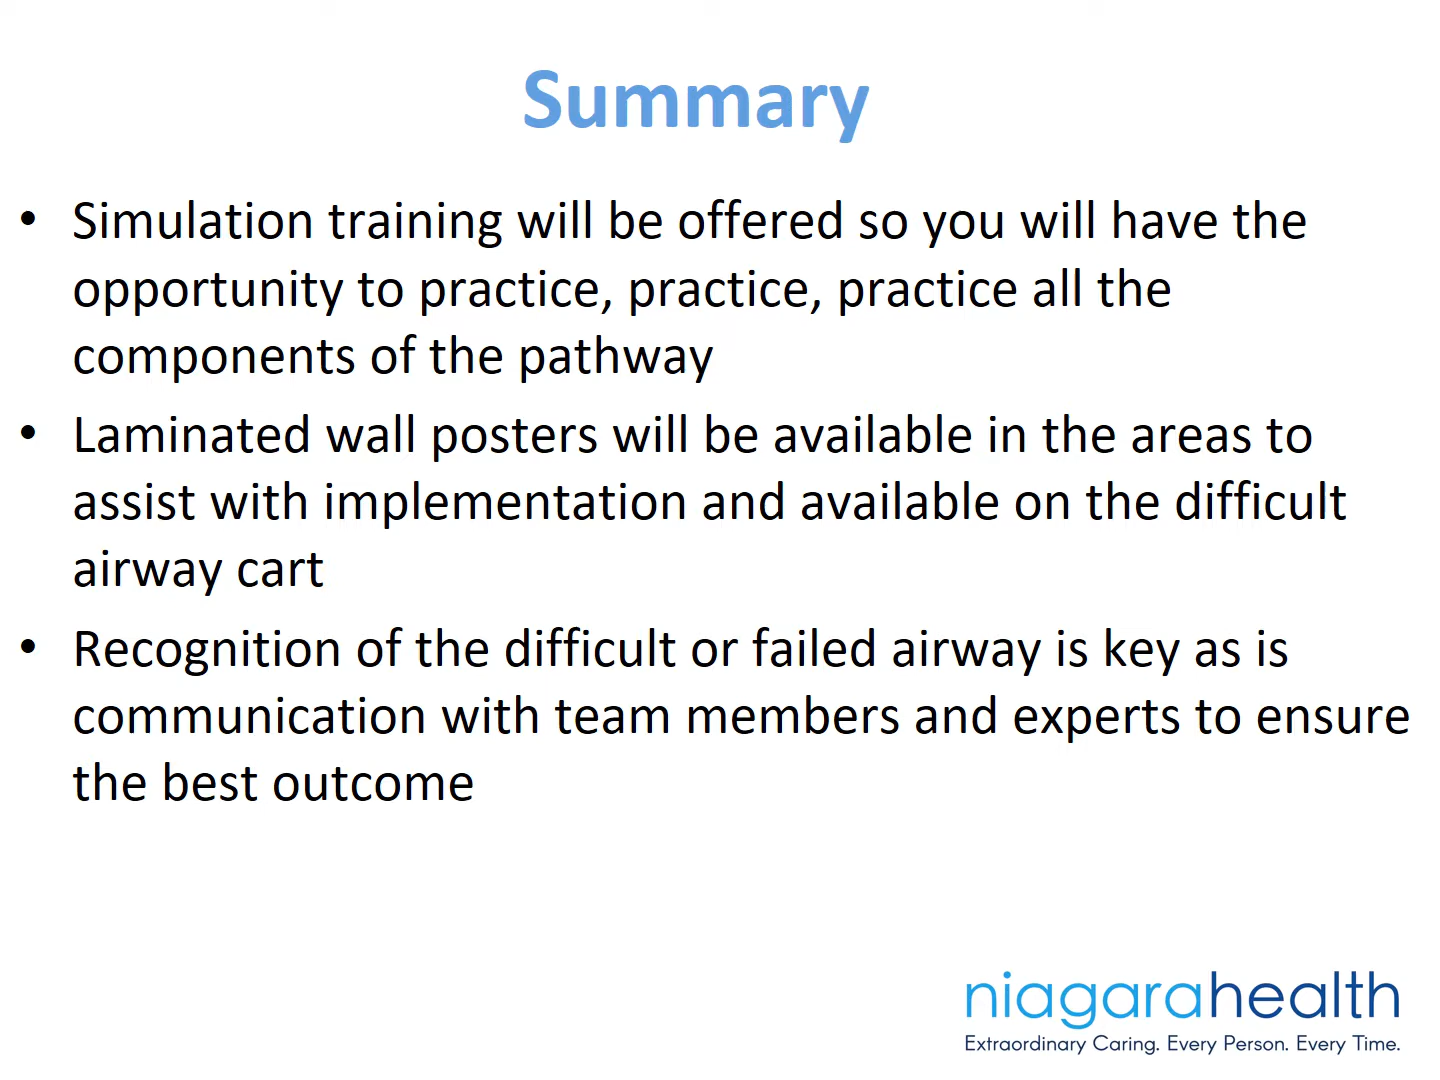 Summary
• Simulation training will be offered so you will have the
opportunity to practice, practice, practice all the
components of the pathway
• Laminated wall posters will be available in the areas to
assist with implementation and available on the difficult
airway cart
• Recognition of the difficult or failed airway is key as is
communication with team members and experts to ensure
the best outcome
niagarahealth
Extraordinary Caring. Every Person. Every Time.